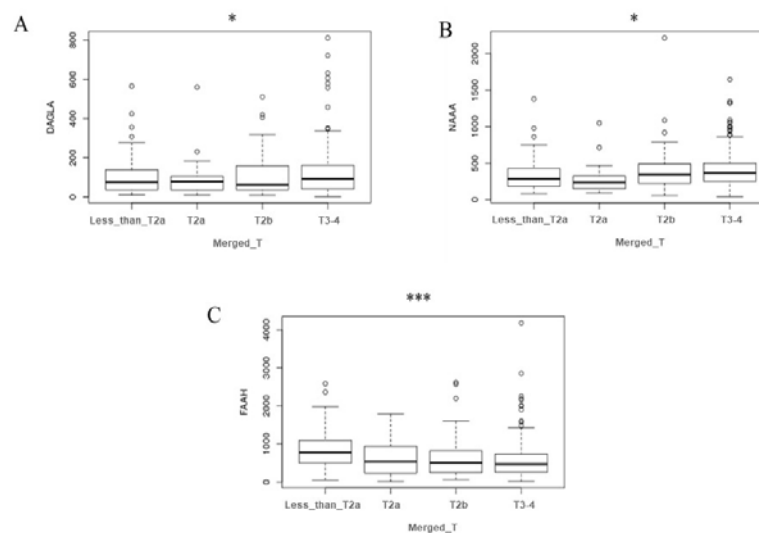 A
*
DAGLA
800
600
400
200
0
Less_than_T2a T2a T2b T3-4
Merged_T
B
*
NAAA
2000
1500
1000
500
0
Less_than_T2a T2a T2b T3-4
Merged_T
C
***
FAAH
4000
3000
2000
1000
0
Less_than_T2a T2a T2b T3-4
Merged_T